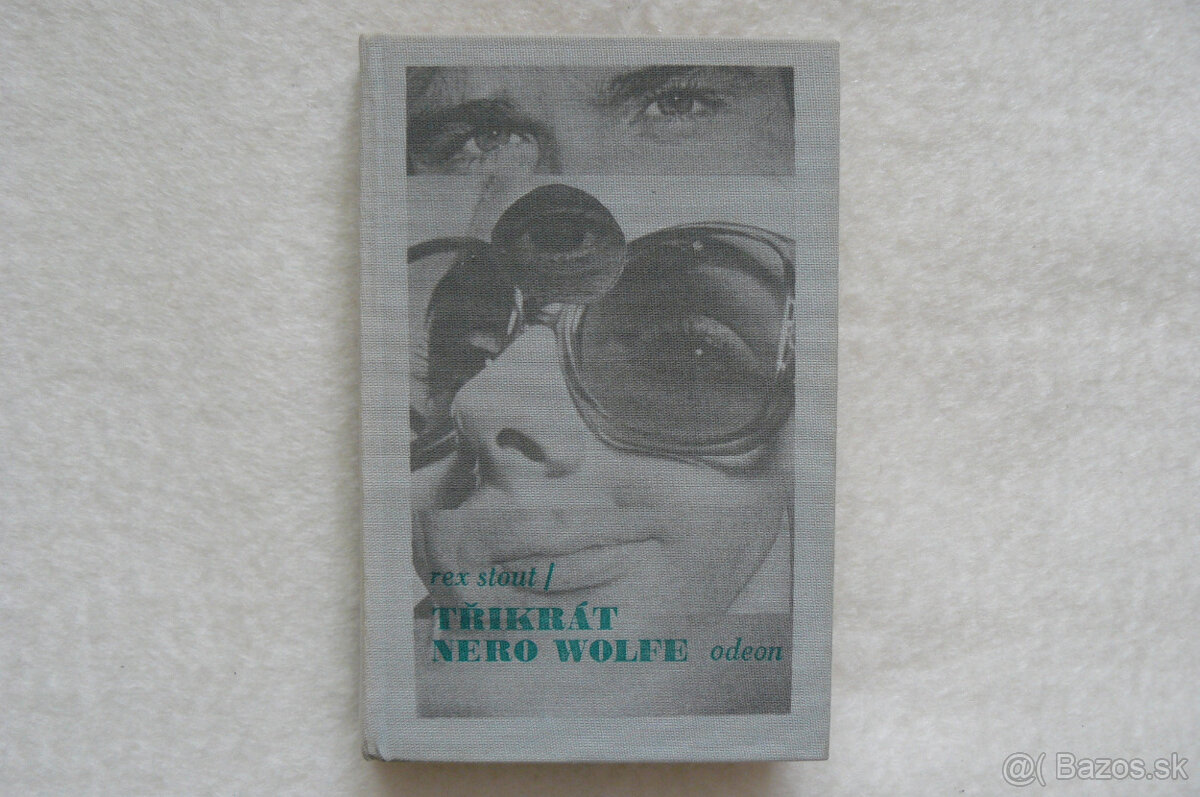 rex stout /
TŘIKRÁT
NERO WOLFE odeon
@( Bazos.sk